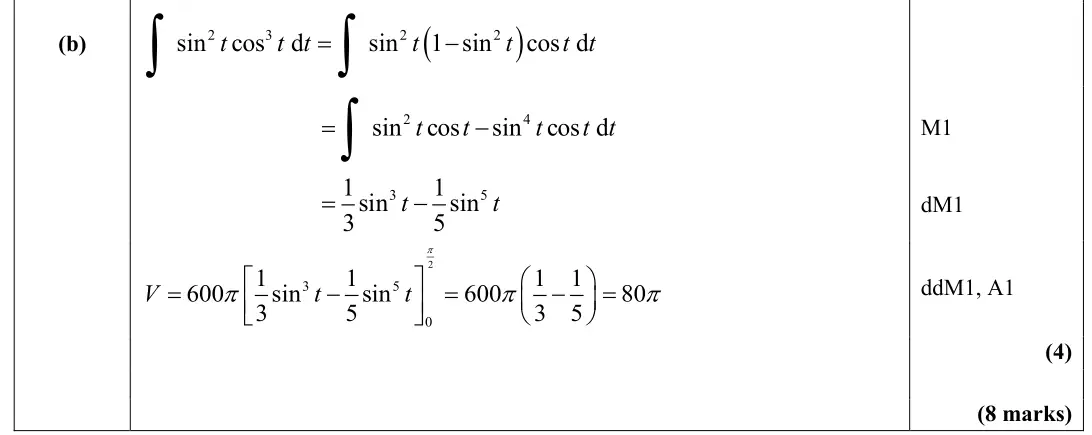 (b) ∫ sin² t cos³ t dt = ∫ sin² t (1 − sin² t) cos t dt
= ∫ sin² t cos t − sin⁴ t cos t dt M1
= 1/3 sin³ t − 1/5 sin⁵ t dM1
V = 600π [1/3 sin³ t − 1/5 sin⁵ t]₀^(π/2) = 600π (1/3 − 1/5) = 80π ddM1, A1
(4)
(8 marks)